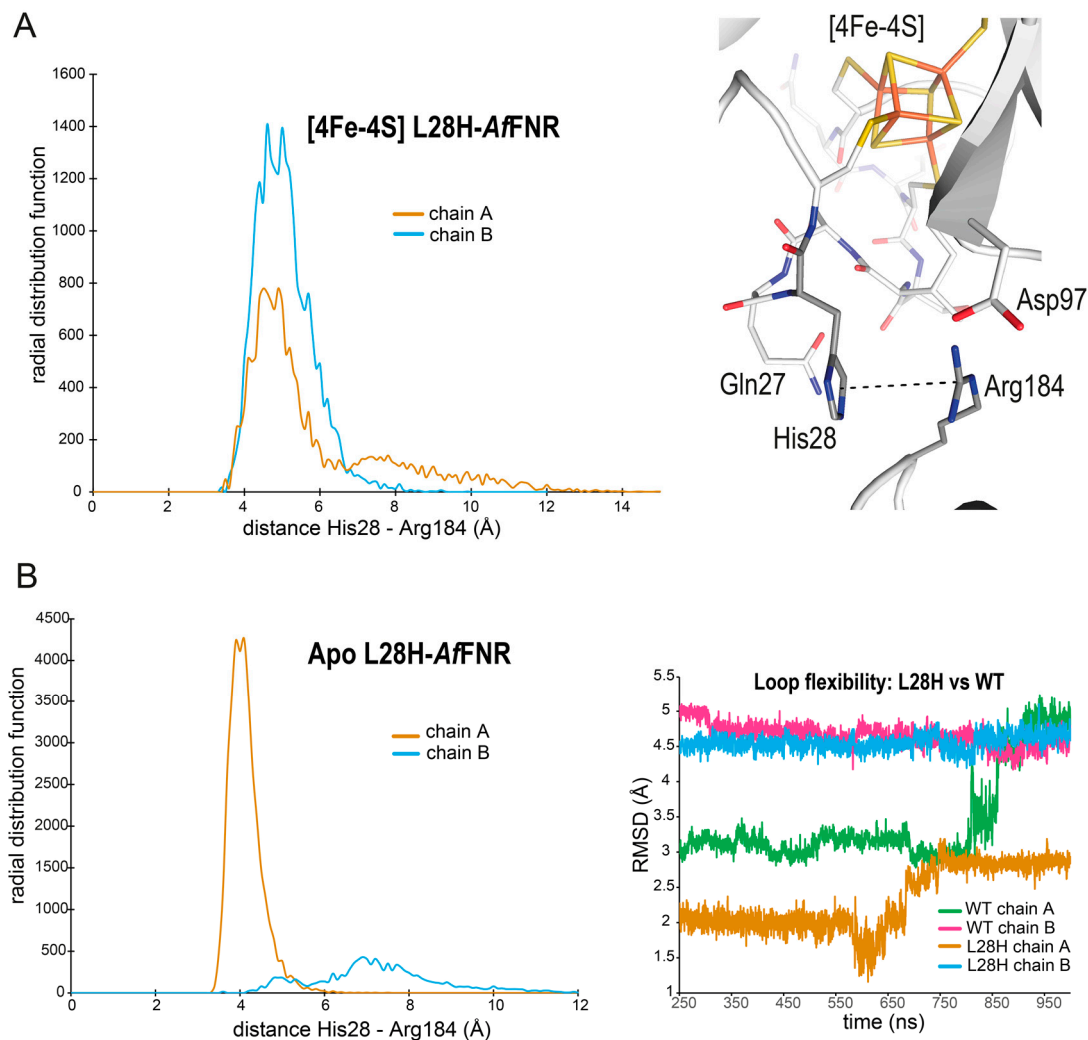 A
[4Fe-4S] L28H-AfFNR
chain A
chain B
radial distribution function
1600
1400
1200
1000
800
600
400
200
0
0 2 4 6 8 10 12 14
distance His28 - Arg184 (Å)
[4Fe-4S]
Asp97
Gln27
Arg184
His28
B
Apo L28H-AfFNR
chain A
chain B
radial distribution function
4500
4000
3500
3000
2500
2000
1500
1000
500
0
0 2 4 6 8 10 12
distance His28 - Arg184 (Å)
Loop flexibility: L28H vs WT
RMSD (Å)
5.5
5
4.5
4
3.5
3
2.5
2
1.5
1
WT chain A
WT chain B
L28H chain A
L28H chain B
250 350 450 550 650 750 850 950
time (ns)